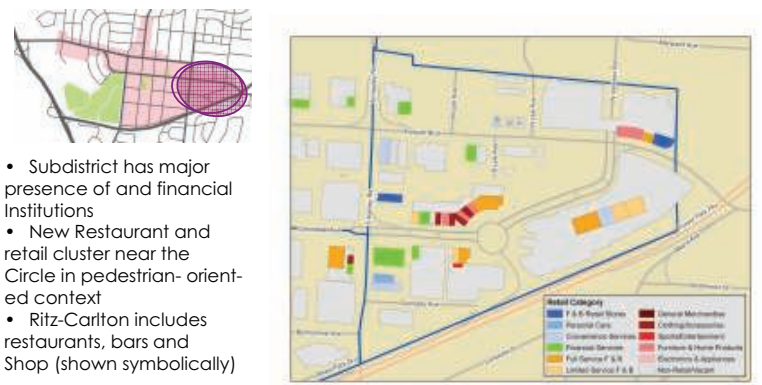 • Subdistrict has major
presence of and financial
Institutions
• New Restaurant and
retail cluster near the
Circle in pedestrian- orient-
ed context
• Ritz-Carlton includes
restaurants, bars and
Shop (shown symbolically)
Retail Category
F & B Retail Stores
Personal Care
Convenience Services
Financial Services
Full Service F & B
Limited Service F & B
General Merchandise
Clothing/Accessories
Sports/Entertainment
Furniture & Home Products
Electronics & Appliances
Non-Retail/Vacant